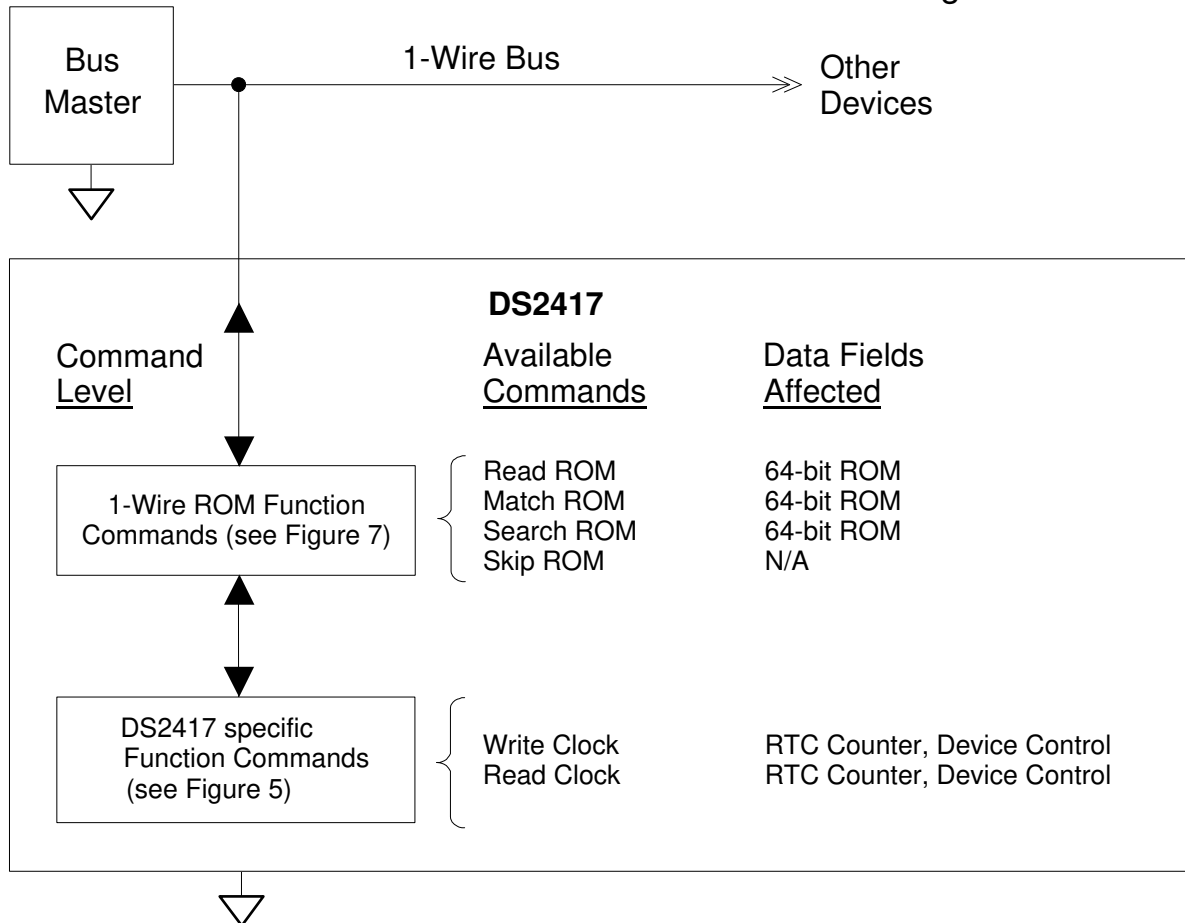 Bus
Master
1-Wire Bus
Other
Devices
DS2417
Command
Level
Available
Commands
Data Fields
Affected
1-Wire ROM Function
Commands (see Figure 7)
Read ROM 64-bit ROM
Match ROM 64-bit ROM
Search ROM 64-bit ROM
Skip ROM N/A
DS2417 specific
Function Commands
(see Figure 5)
Write Clock RTC Counter, Device Control
Read Clock RTC Counter, Device Control